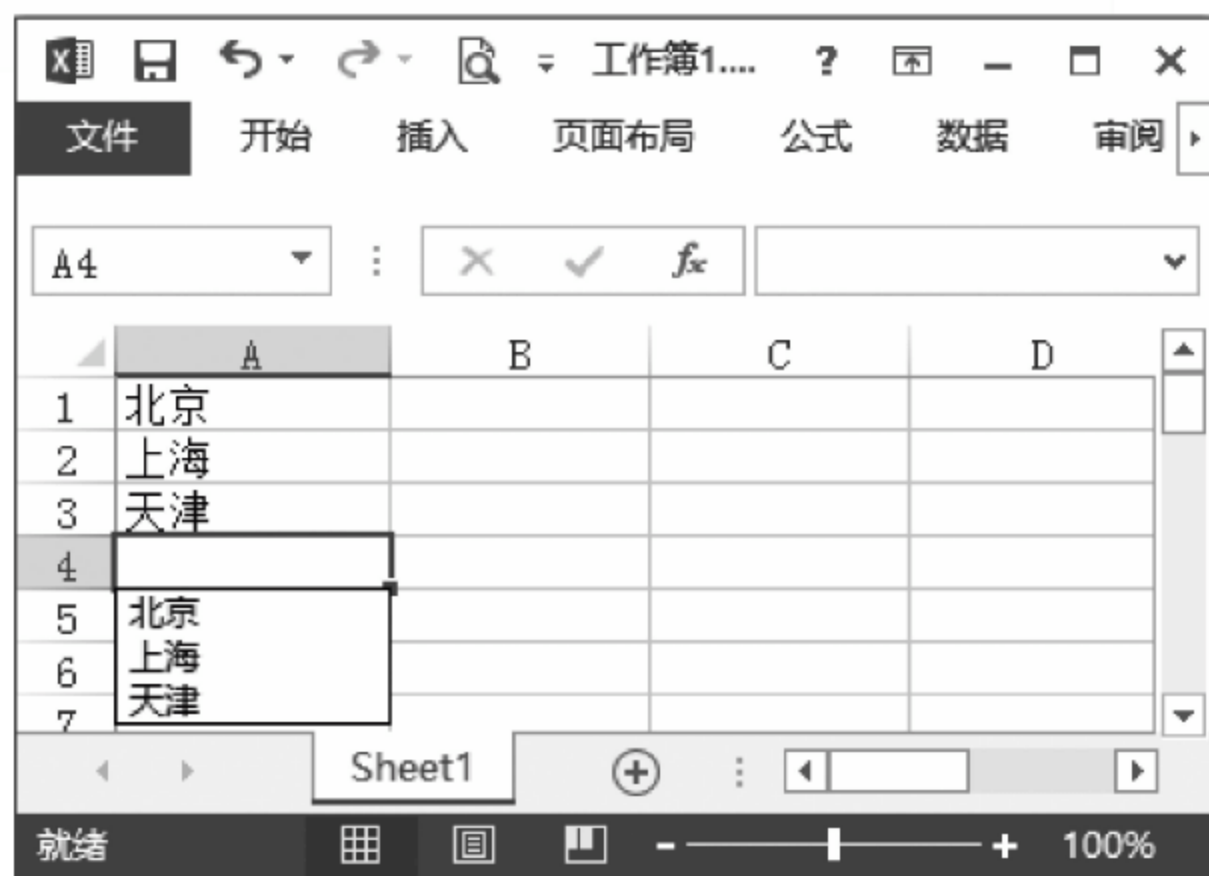 工作簿1.... ?
文件 开始 插入 页面布局 公式 数据 审阅
A4 fx
A B C D
1 北京
2 上海
3 天津
4
5 北京
6 上海
天津
7
Sheet1
就绪 100%